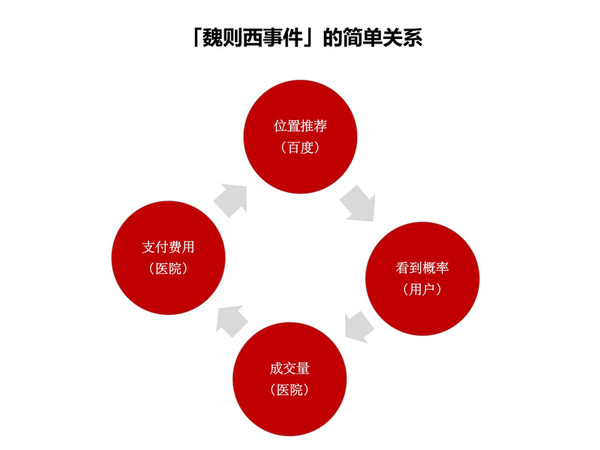 「魏则西事件」的简单关系
位置推荐
（百度）
看到概率
（用户）
成交量
（医院）
支付费用
（医院）